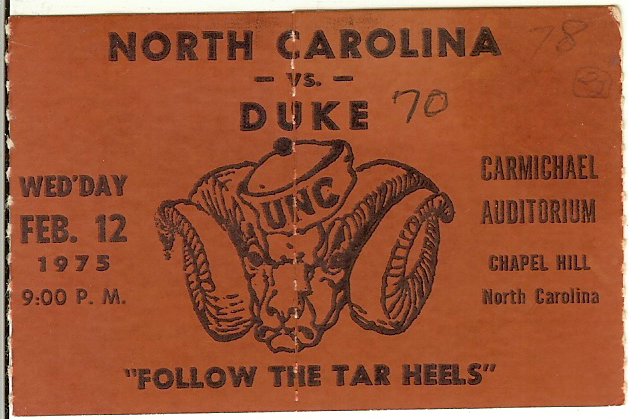 NORTH CAROLINA
78
- VS. -
DUKE 70
UNC
WED'DAY
FEB. 12
1975
9:00 P. M.
CARMICHAEL
AUDITORIUM
CHAPEL HILL
North Carolina
"FOLLOW THE TAR HEELS"